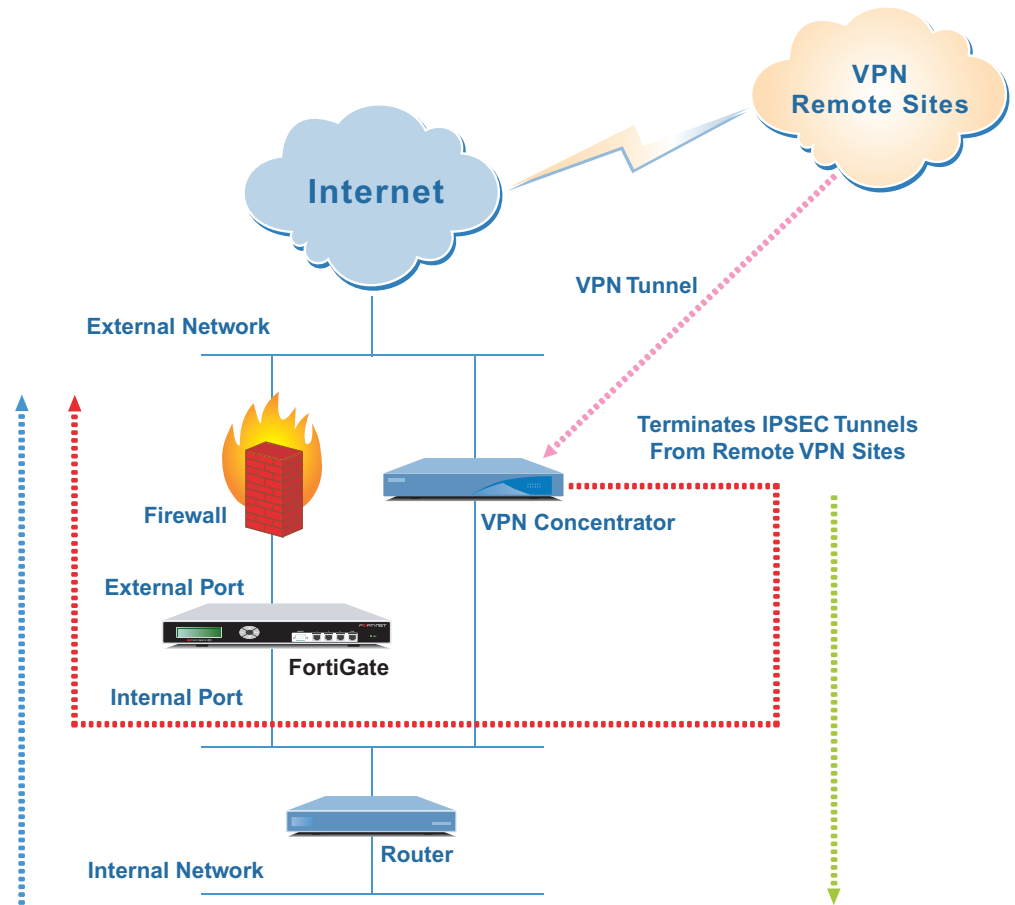 VPN
Remote Sites
Internet
VPN Tunnel
External Network
Terminates IPSEC Tunnels
From Remote VPN Sites
Firewall
VPN Concentrator
External Port
FORTINET
FortiGate
Internal Port
Router
Internal Network